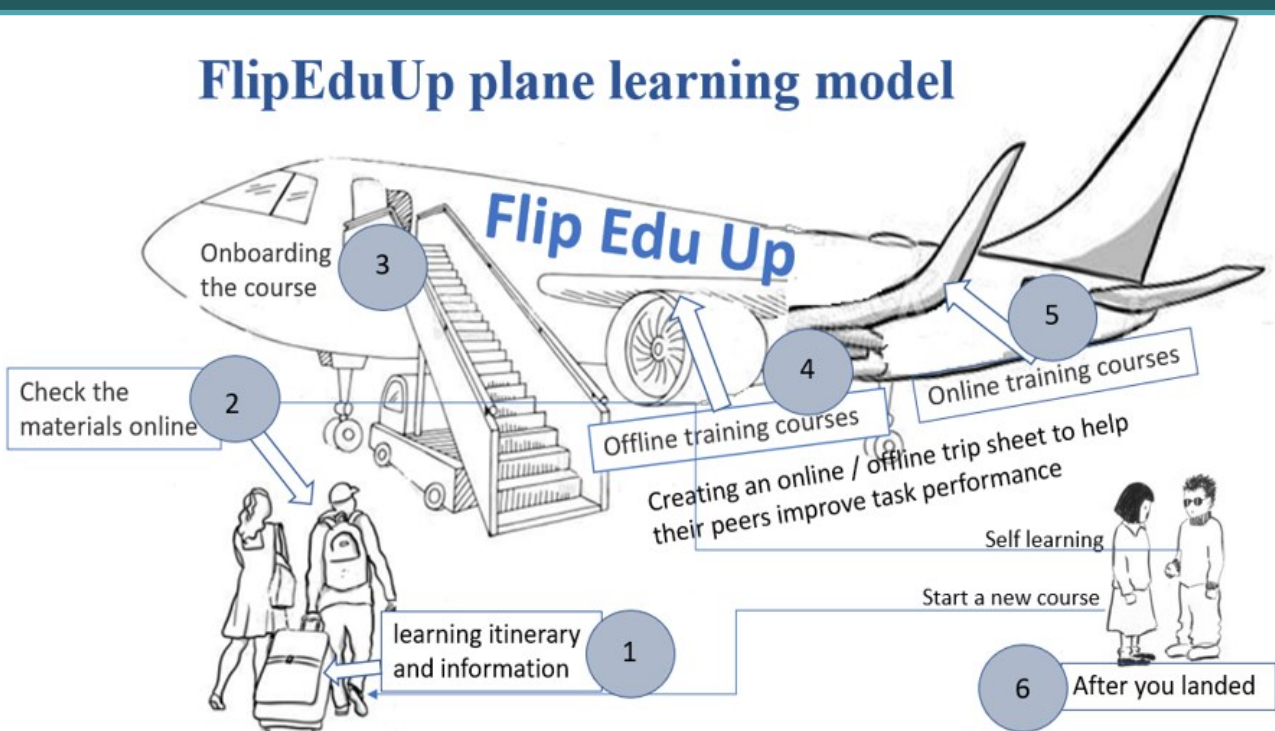 FlipEduUp plane learning model
Flip Edu Up
Onboarding
the course
3
5
4
Online training courses
Check the
materials online
2
Offline training courses
Creating an online / offline trip sheet to help
their peers improve task performance
Self learning
Start a new course
learning itinerary
and information
1
6
After you landed